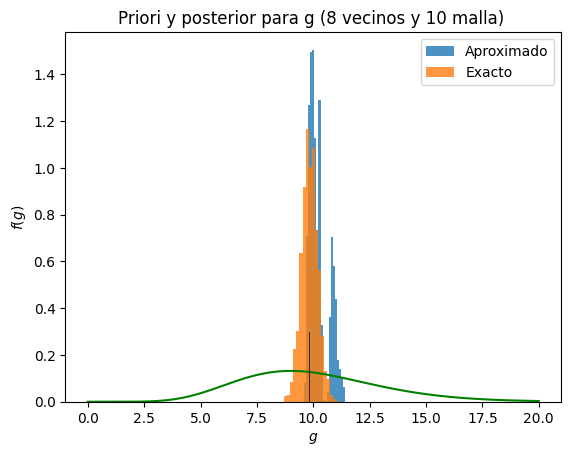 Priori y posterior para g (8 vecinos y 10 malla)
Aproximado
Exacto
f(g)
1.4
1.2
1.0
0.8
0.6
0.4
0.2
0.0
0.0 2.5 5.0 7.5 10.0 12.5 15.0 17.5 20.0
g